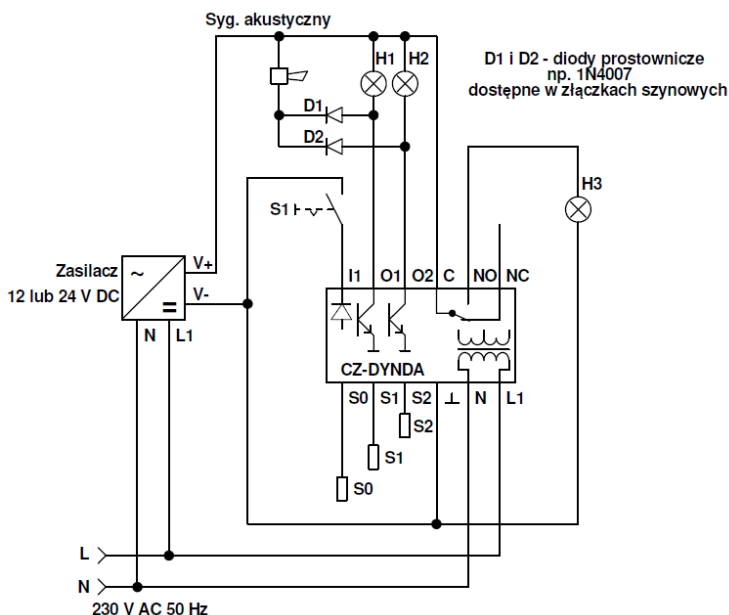 Syg. akustyczny
H1 H2
D1 i D2 - diody prostownicze
np. 1N4007
dostępne w złączkach szynowych
D1
D2
H3
S1
Zasilacz
12 lub 24 V DC
~
=
V+
V-
N L1
I1 O1 O2 C NO NC
CZ-DYNDA
S0 S1 S2 ⊥ N L1
S2
S1
S0
L
N
230 V AC 50 Hz